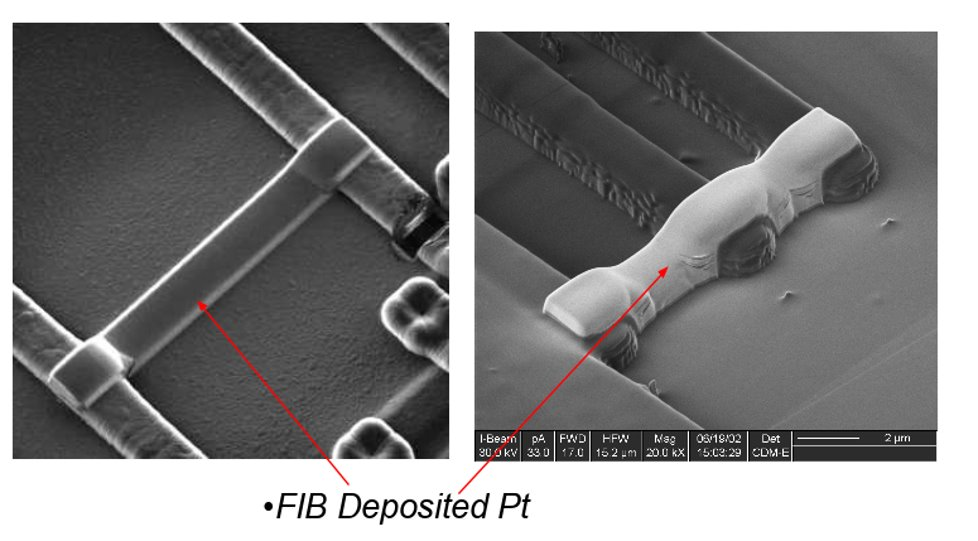 I-Beam pA FWD HFW Mag 06/19/02 Det 2 µm
30.0 kV 33.0 17.0 15.2 µm 20.0 kX 15:03:29 CDM-E
•FIB Deposited Pt